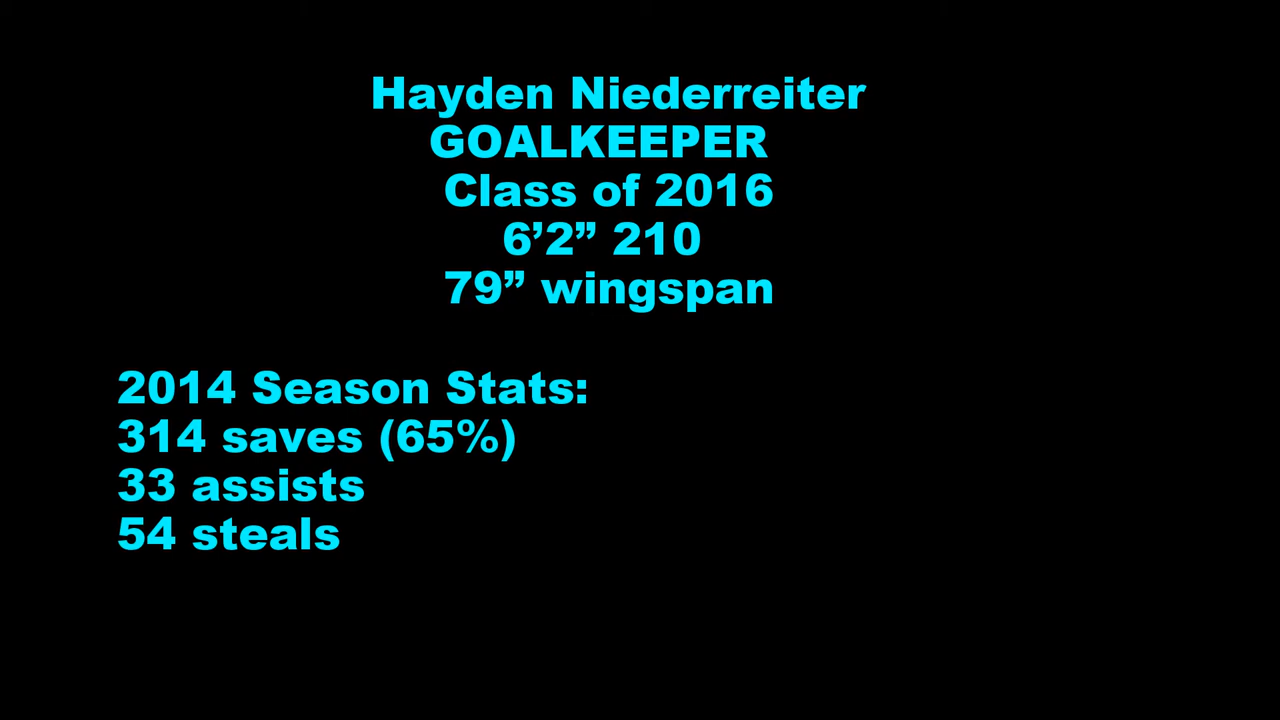 Hayden Niederreiter
GOALKEEPER
Class of 2016
6’2” 210
79” wingspan
2014 Season Stats:
314 saves (65%)
33 assists
54 steals